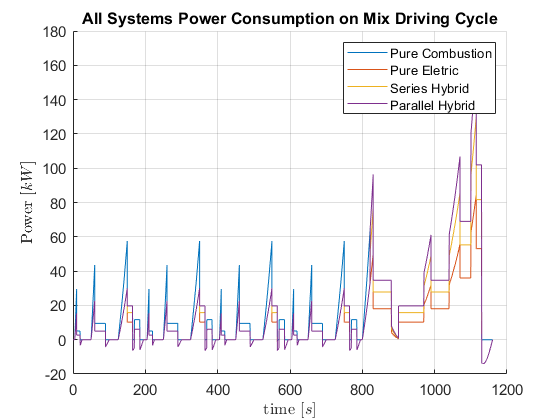 All Systems Power Consumption on Mix Driving Cycle
180
160
140
120
100
80
60
40
20
0
-20
Power [kW]
Pure Combustion
Pure Eletric
Series Hybrid
Parallel Hybrid
0 200 400 600 800 1000 1200
time [s]